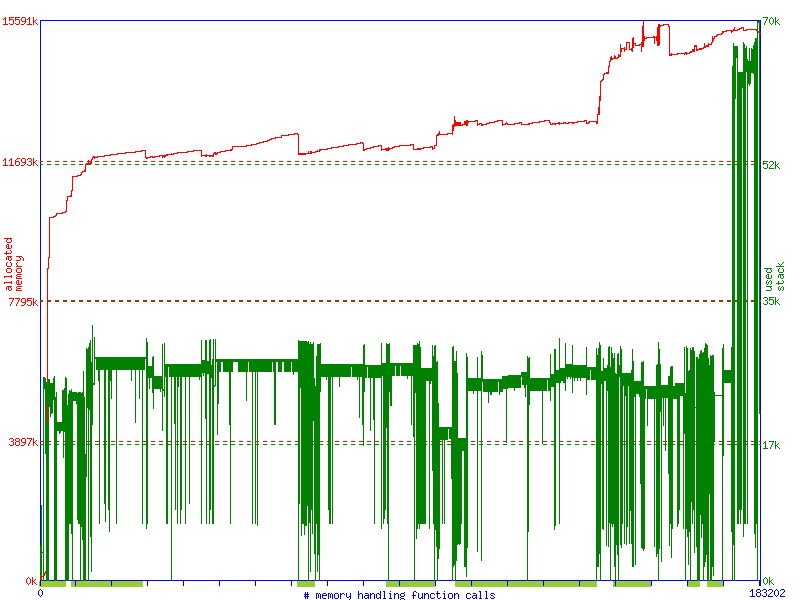 15591k
70k
11693k
52k
allocated
memory
used
stack
7795k
35k
3897k
17k
0k
0k
0
# memory handling function calls
183202